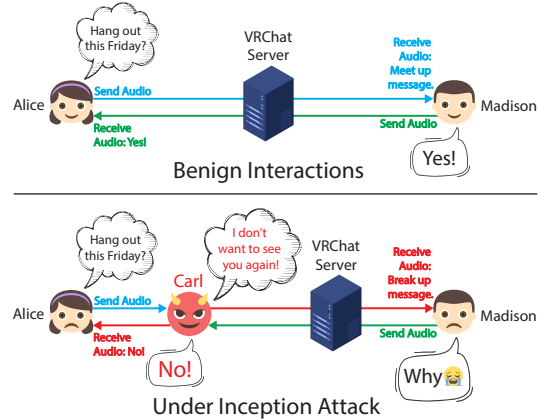 Hang out
this Friday?
VRChat
Server
Receive
Audio:
Meet up
message.
Alice
Send Audio
Madison
Receive
Audio: Yes!
Send Audio
Yes!
Benign Interactions
Hang out
this Friday?
I don't
want to see
you again!
Carl
VRChat
Server
Receive
Audio:
Break up
message.
Alice
Send Audio
Madison
Receive
Audio: No!
Send Audio
No!
Why😭
Under Inception Attack